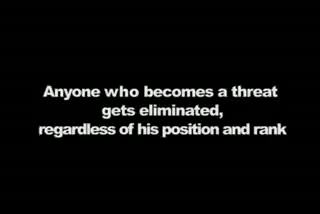 Anyone who becomes a threat
gets eliminated,
regardless of his position and rank